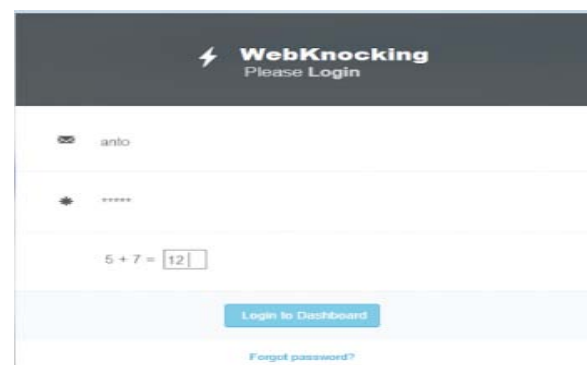 WebKnocking
Please Login
anto
*****
5 + 7 = 12
Login to Dashboard
Forgot password?